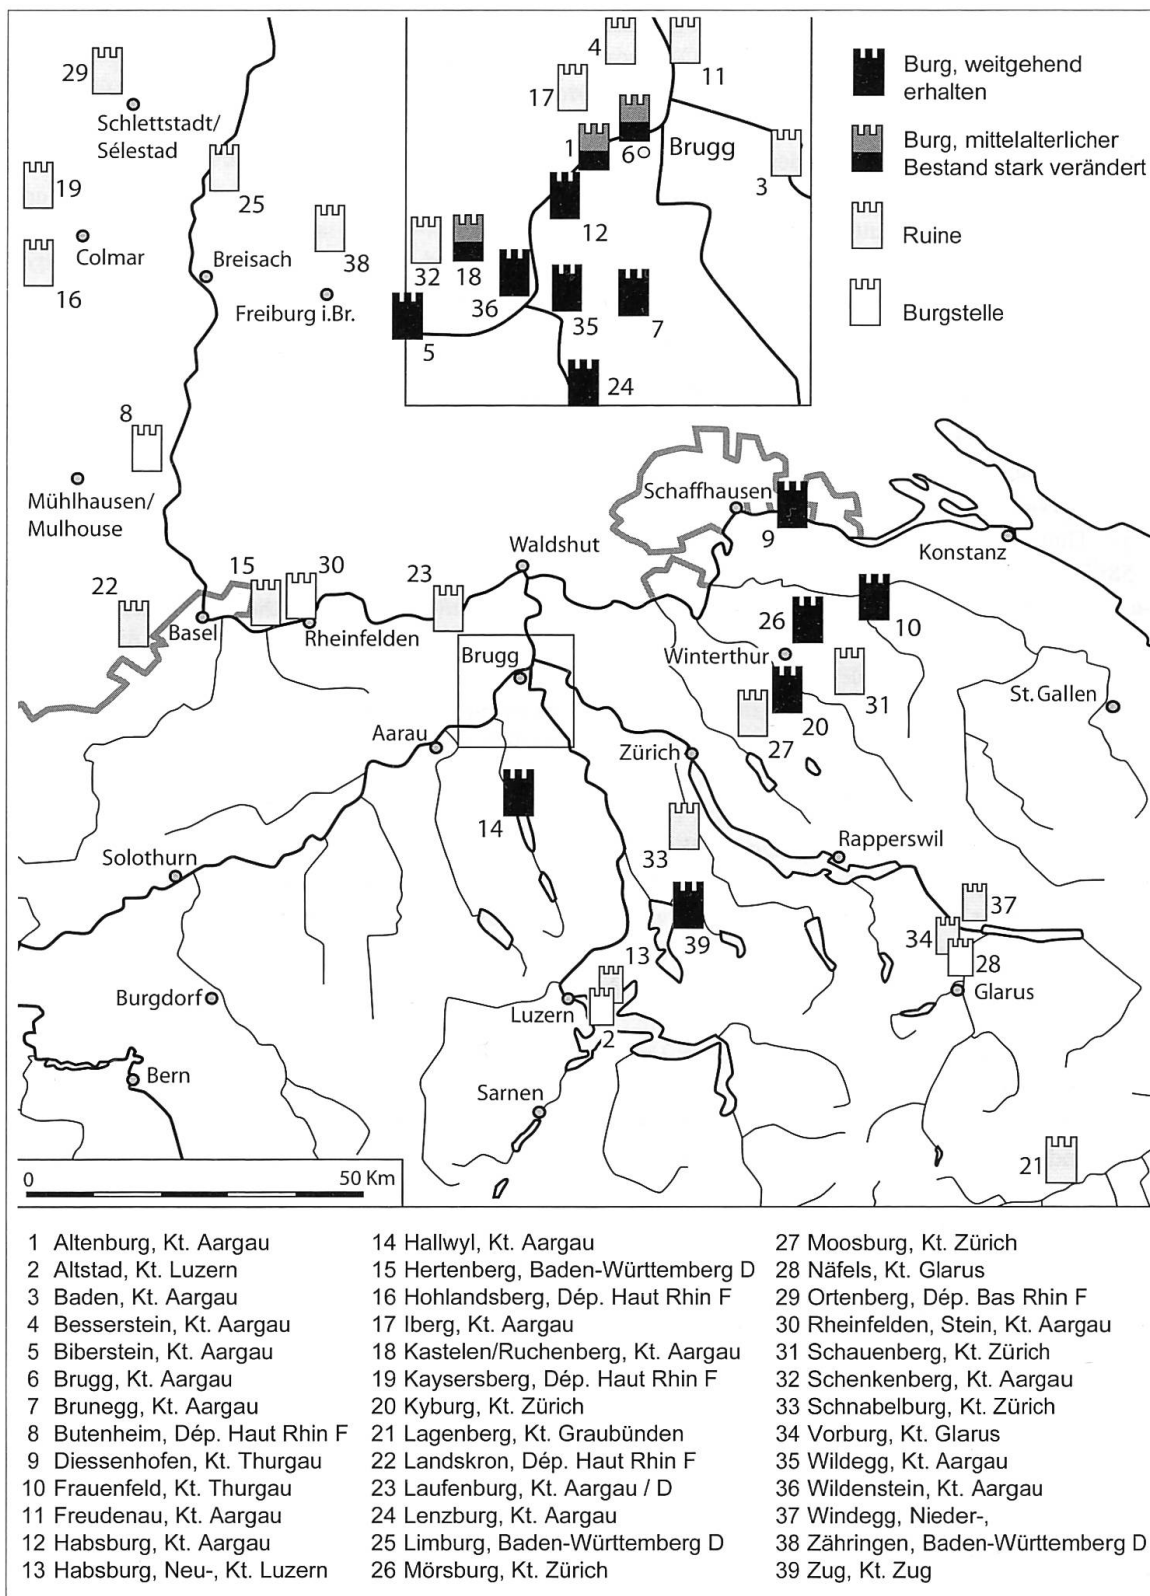 29
Schlettstadt/
Sélestad
19
25
Colmar
16
Breisach
38
Freiburg i.Br.
4
11
17
1
6
Brugg
3
12
32
18
36
35
7
5
24
Burg, weitgehend
erhalten
Burg, mittelalterlicher
Bestand stark verändert
Ruine
Burgstelle
8
Mühlhausen/
Mulhouse
Schaffhausen
9
Konstanz
Waldshut
15
30
23
22
Basel
Rheinfelden
26
10
Brugg
Winterthur
31
20
St. Gallen
27
Aarau
Zürich
14
33
Rapperswil
Solothurn
37
34
39
28
13
Burgdorf
Luzern
Glarus
2
Bern
Sarnen
21
0 50 Km
1 Altenburg, Kt. Aargau
2 Altstad, Kt. Luzern
3 Baden, Kt. Aargau
4 Besserstein, Kt. Aargau
5 Biberstein, Kt. Aargau
6 Brugg, Kt. Aargau
7 Brunegg, Kt. Aargau
8 Butenheim, Dép. Haut Rhin F
9 Diessenhofen, Kt. Thurgau
10 Frauenfeld, Kt. Thurgau
11 Freudenau, Kt. Aargau
12 Habsburg, Kt. Aargau
13 Habsburg, Neu-, Kt. Luzern
14 Hallwyl, Kt. Aargau
15 Hertenberg, Baden-Württemberg D
16 Hohlandsberg, Dép. Haut Rhin F
17 Iberg, Kt. Aargau
18 Kastelen/Ruchenberg, Kt. Aargau
19 Kaysersberg, Dép. Haut Rhin F
20 Kyburg, Kt. Zürich
21 Lagenberg, Kt. Graubünden
22 Landskron, Dép. Haut Rhin F
23 Laufenburg, Kt. Aargau / D
24 Lenzburg, Kt. Aargau
25 Limburg, Baden-Württemberg D
26 Mörsburg, Kt. Zürich
27 Moosburg, Kt. Zürich
28 Näfels, Kt. Glarus
29 Ortenberg, Dép. Bas Rhin F
30 Rheinfelden, Stein, Kt. Aargau
31 Schauenberg, Kt. Zürich
32 Schenkenberg, Kt. Aargau
33 Schnabelburg, Kt. Zürich
34 Vorburg, Kt. Glarus
35 Wildegg, Kt. Aargau
36 Wildenstein, Kt. Aargau
37 Windegg, Nieder-,
38 Zähringen, Baden-Württemberg D
39 Zug, Kt. Zug